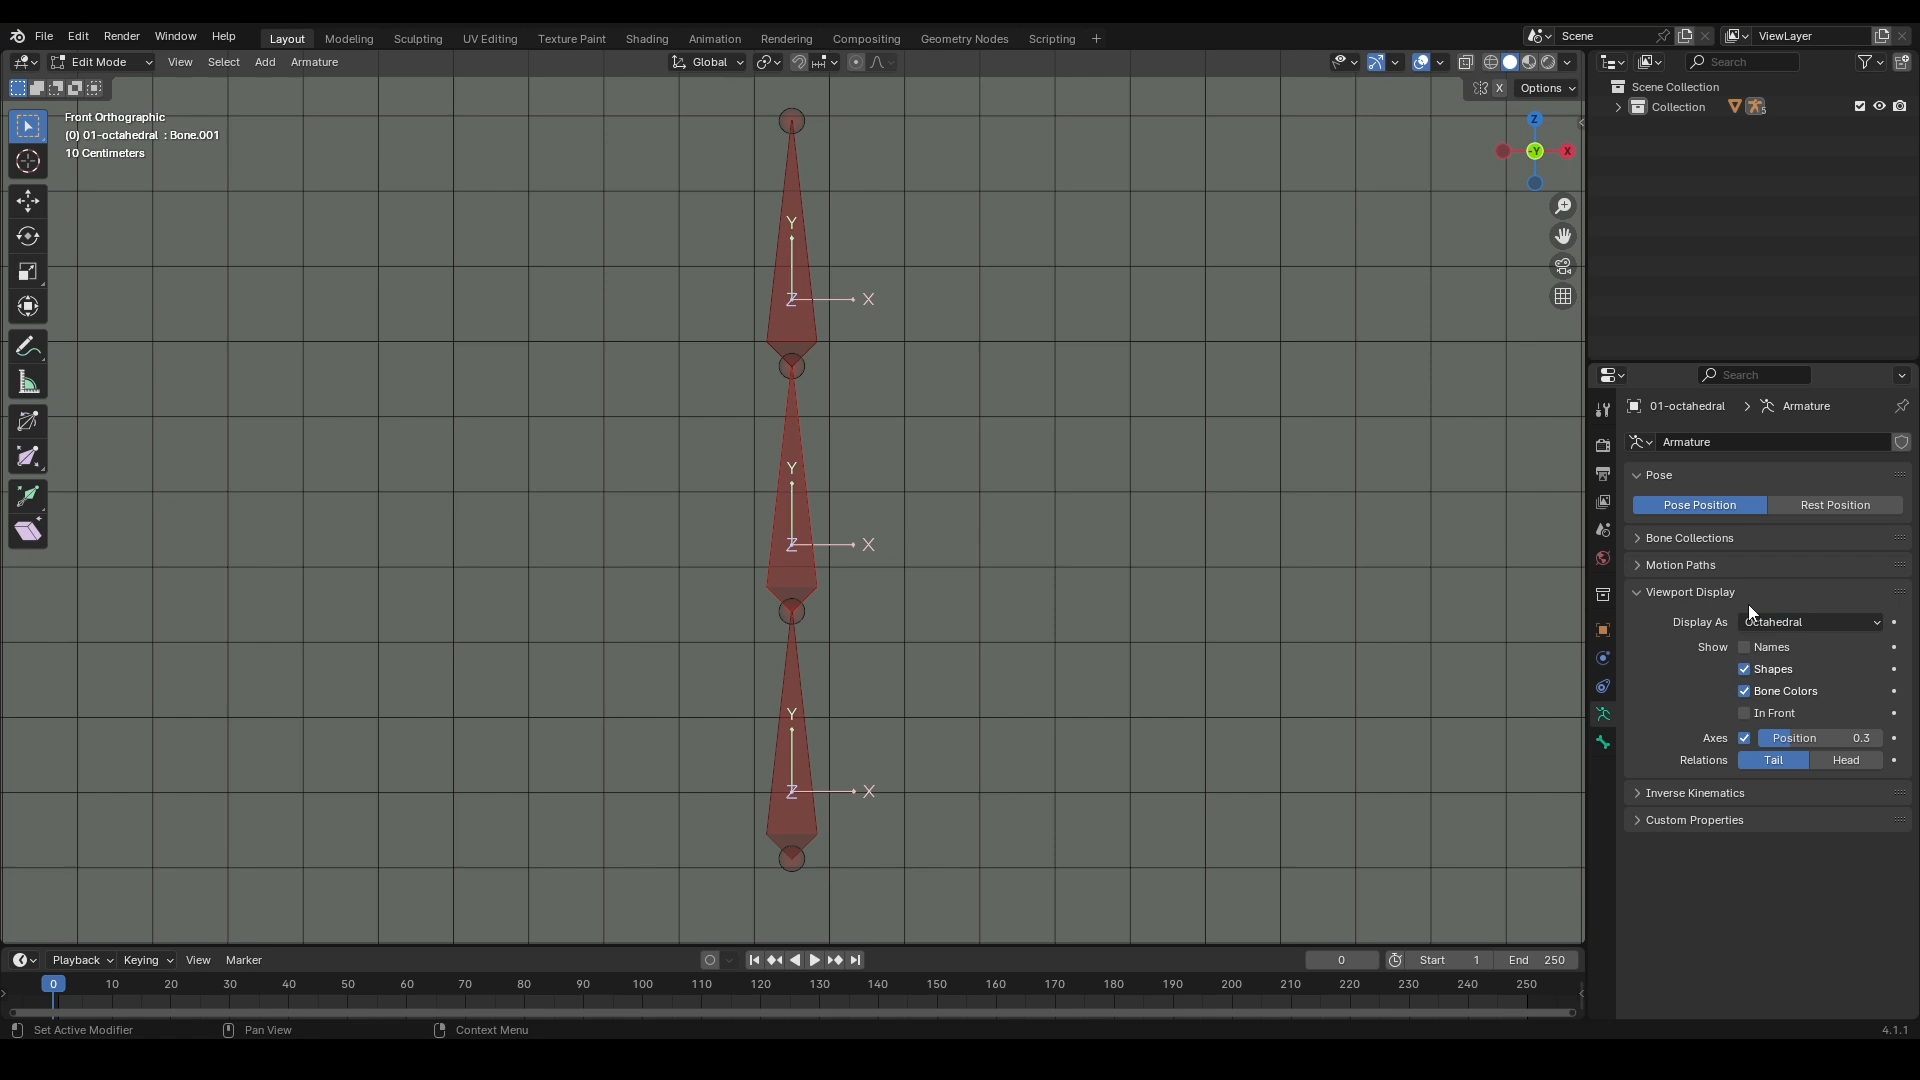 File Edit Render Window Help Layout Modeling Sculpting UV Editing Texture Paint Shading Animation Rendering Compositing Geometry Nodes Scripting + Scene ViewLayer
Edit Mode View Select Add Armature Global Search
X Options
Scene Collection
Collection 5
Front Orthographic
(0) 01-octahedral : Bone.001
10 Centimeters
Z
-Y X
Y
Z X
Y
Z X
Y
Z X
Search
01-octahedral > Armature
Armature
Pose
Pose Position Rest Position
Bone Collections
Motion Paths
Viewport Display
Display As Octahedral
Show Names
Shapes
Bone Colors
In Front
Axes Position 0.3
Relations Tail Head
Inverse Kinematics
Custom Properties
Playback Keying View Marker 0 Start 1 End 250
0 10 20 30 40 50 60 70 80 90 100 110 120 130 140 150 160 170 180 190 200 210 220 230 240 250
Set Active Modifier Pan View Context Menu 4.1.1